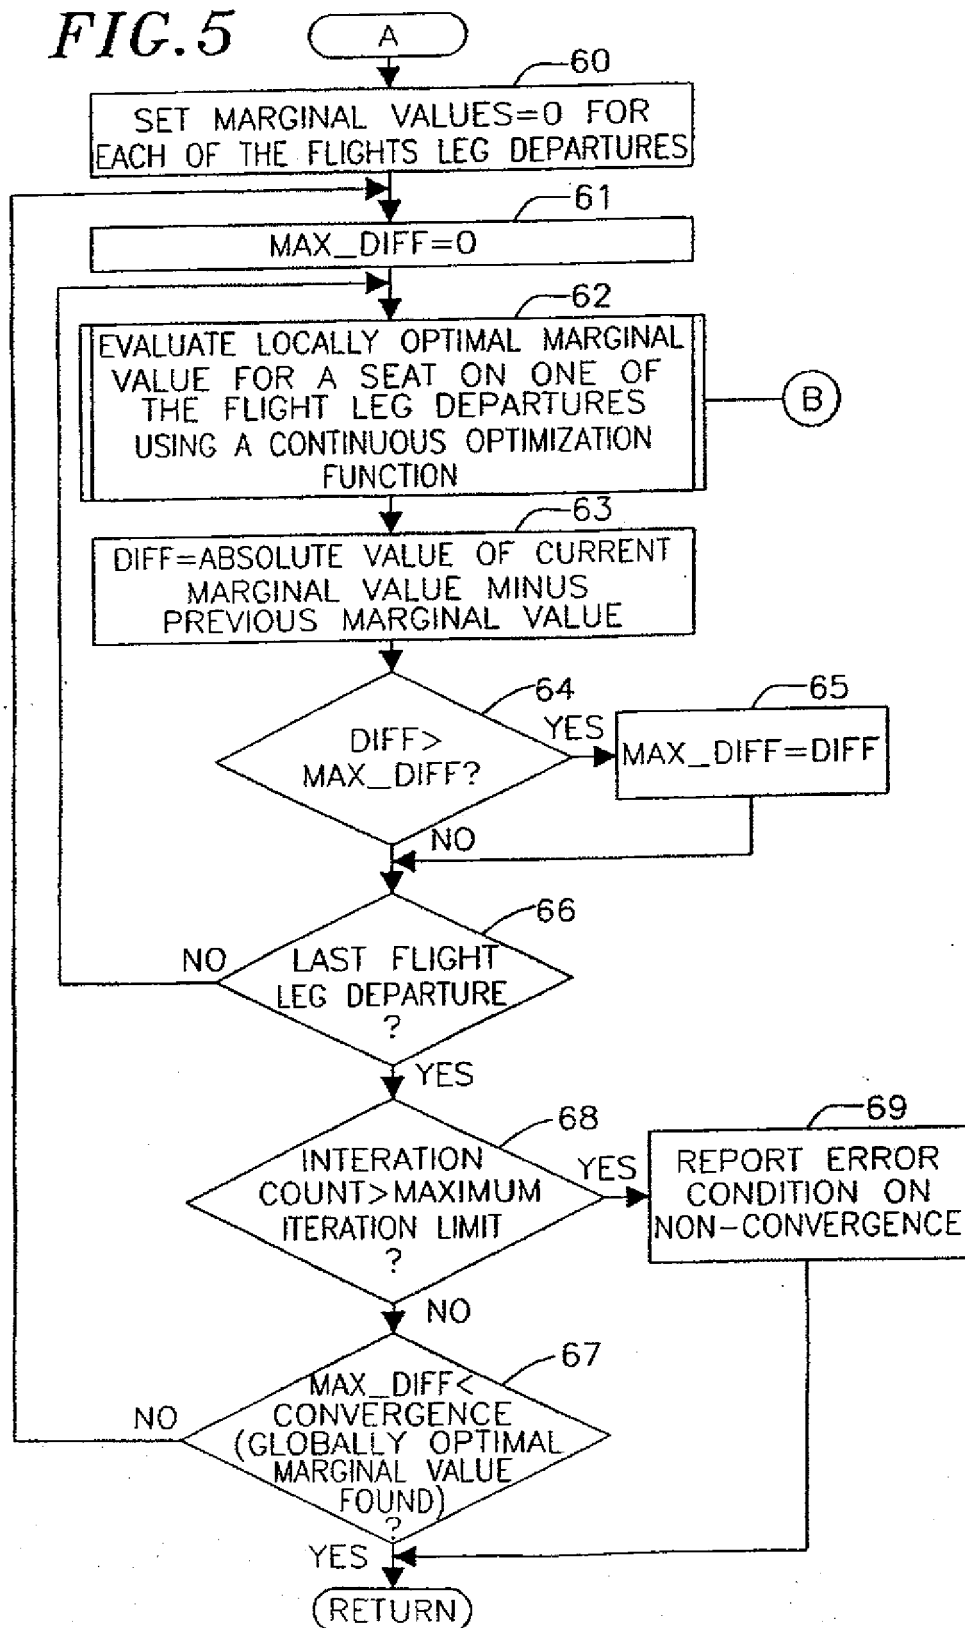 FIG.5
A
60
SET MARGINAL VALUES=0 FOR
EACH OF THE FLIGHTS LEG DEPARTURES
61
MAX_DIFF=0
62
EVALUATE LOCALLY OPTIMAL MARGINAL
VALUE FOR A SEAT ON ONE OF
THE FLIGHT LEG DEPARTURES
USING A CONTINUOUS OPTIMIZATION
FUNCTION
B
63
DIFF=ABSOLUTE VALUE OF CURRENT
MARGINAL VALUE MINUS
PREVIOUS MARGINAL VALUE
64
DIFF>
MAX_DIFF?
YES
65
MAX_DIFF=DIFF
NO
66
LAST FLIGHT
LEG DEPARTURE
?
NO
YES
68
INTERATION
COUNT>MAXIMUM
ITERATION LIMIT
?
YES
69
REPORT ERROR
CONDITION ON
NON-CONVERGENCE
NO
67
MAX_DIFF<
CONVERGENCE
(GLOBALLY OPTIMAL
MARGINAL VALUE
FOUND)
?
NO
YES
RETURN